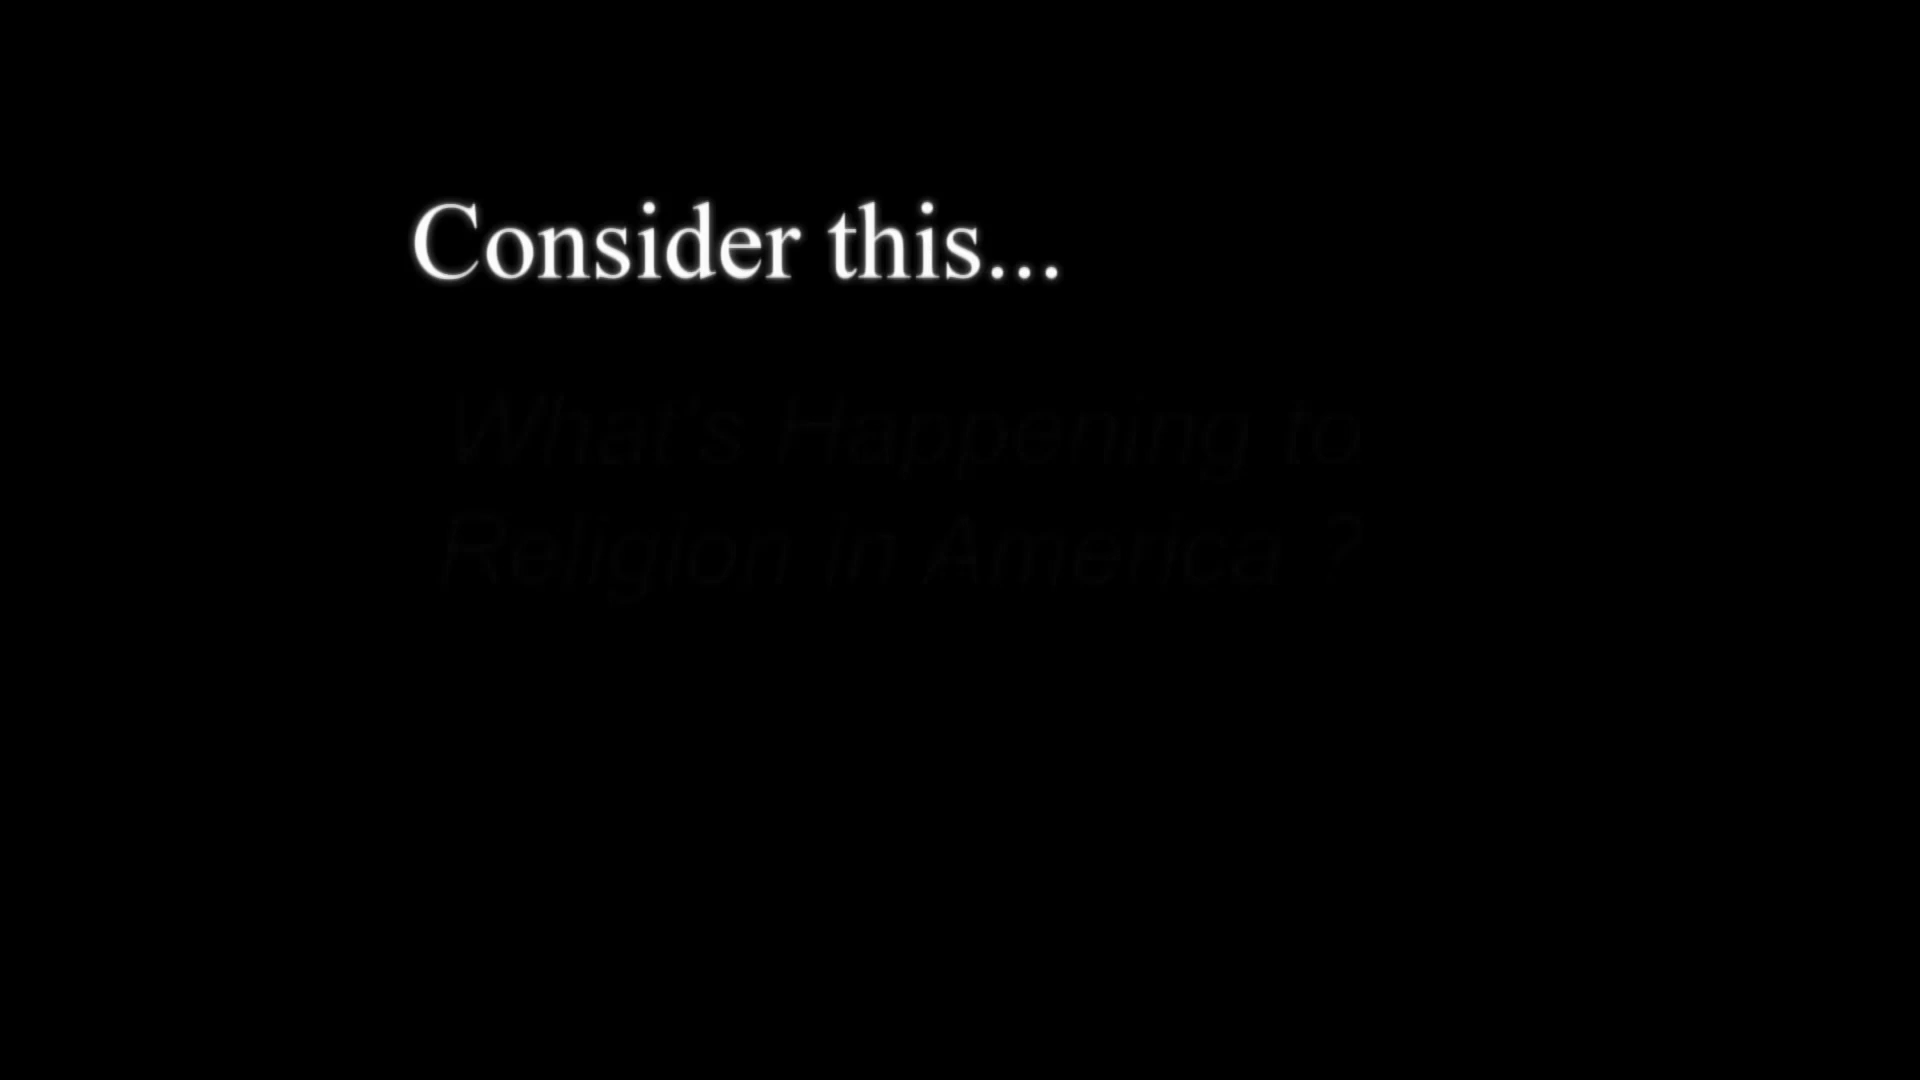 Consider this...
What's Happening to
Religion in America ?